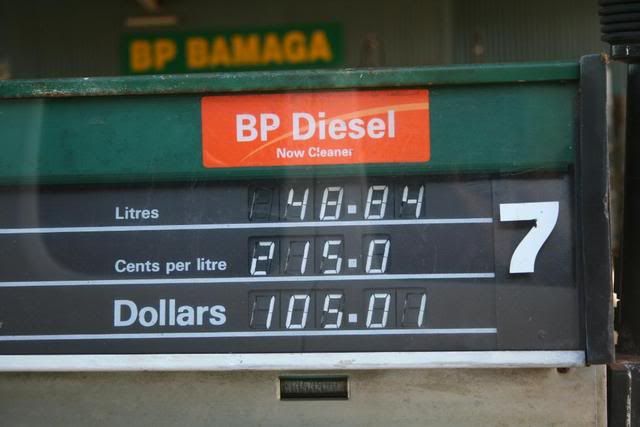 BP BAMAGA
BP Diesel
Now Cleaner
Litres 48.84
Cents per litre 215.0
Dollars 105.01
7